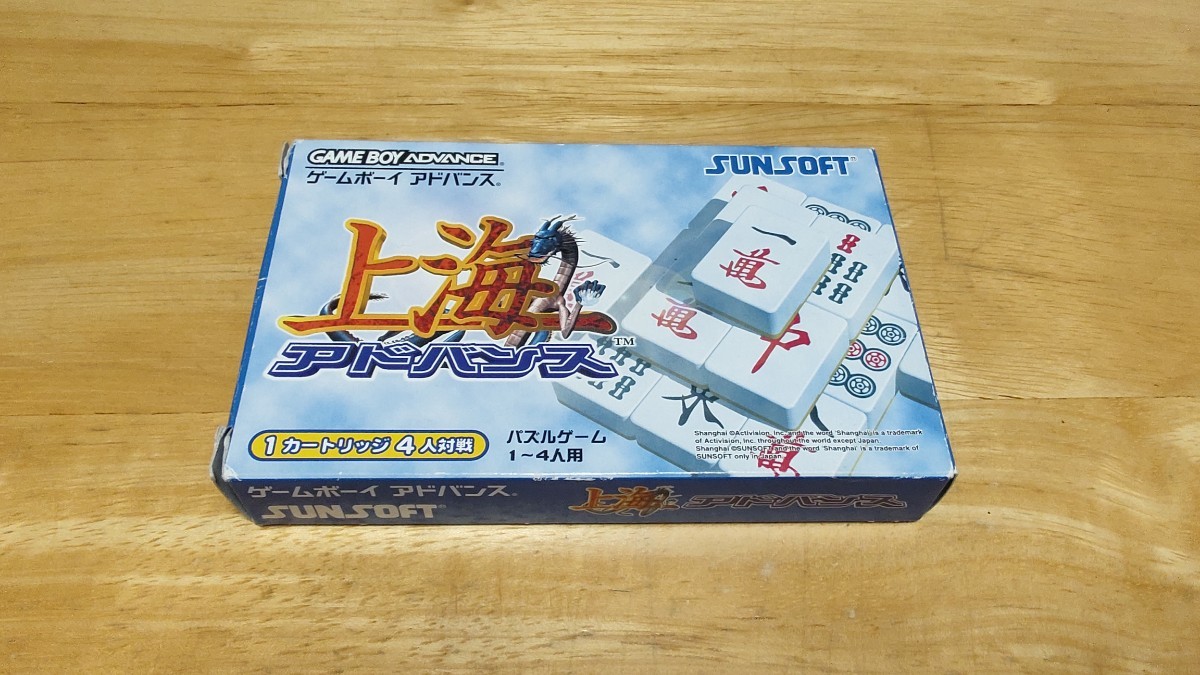 GAME BOY ADVANCE®
ゲームボーイ アドバンス®
SUNSOFT®
上海
アドバンス™
1カートリッジ4人対戦
パズルゲーム
1~4人用
一
萬
萬
Shanghai ©Activision, Inc. and the word 'Shanghai' is a trademark
of Activision, Inc. throughout the world except Japan.
Shanghai ©SUNSOFT and the word 'Shanghai' is a trademark of
SUNSOFT only in Japan.
ゲームボーイ アドバンス®
SUNSOFT®
上海 アドバンス